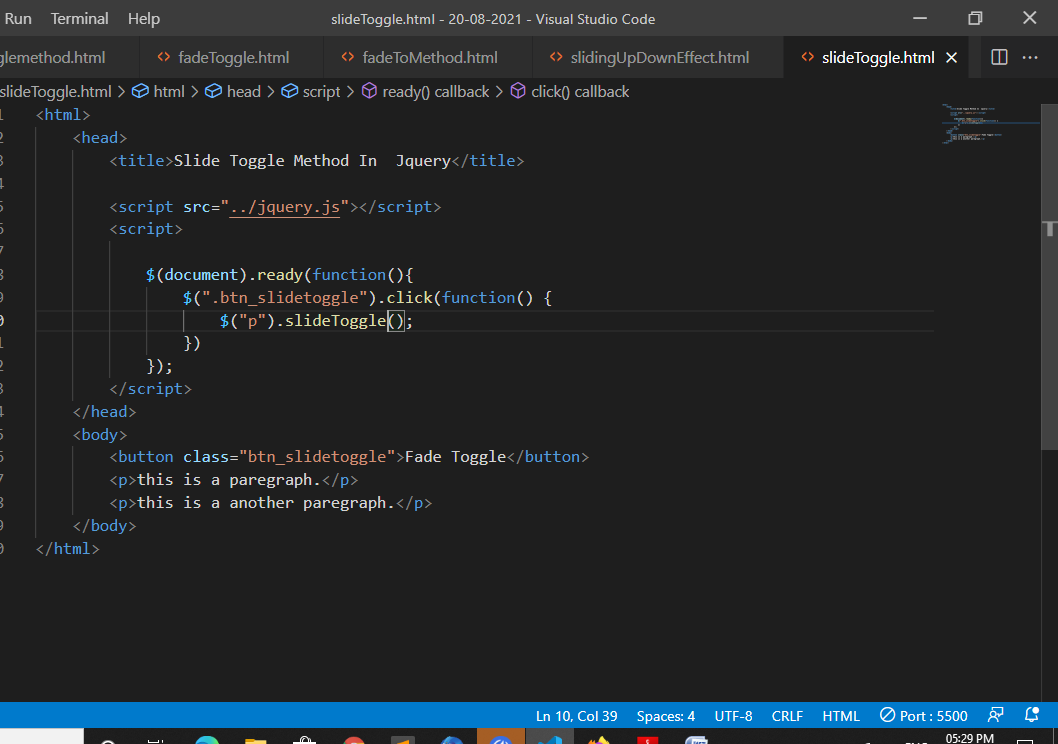 Run Terminal Help slideToggle.html - 20-08-2021 - Visual Studio Code
glemethod.html <> fadeToggle.html <> fadeToMethod.html <> slidingUpDownEffect.html <> slideToggle.html
slideToggle.html > html > head > script > ready() callback > click() callback
<html>
<head>
<title>Slide Toggle Method In  Jquery</title>
<script src="../jquery.js"></script>
<script>
$(document).ready(function(){
$(".btn_slidetoggle").click(function() {
$("p").slideToggle();
})
});
</script>
</head>
<body>
<button class="btn_slidetoggle">Fade Toggle</button>
<p>this is a paregraph.</p>
<p>this is a another paregraph.</p>
</body>
</html>
Ln 10, Col 39 Spaces: 4 UTF-8 CRLF HTML Port : 5500
05:29 PM